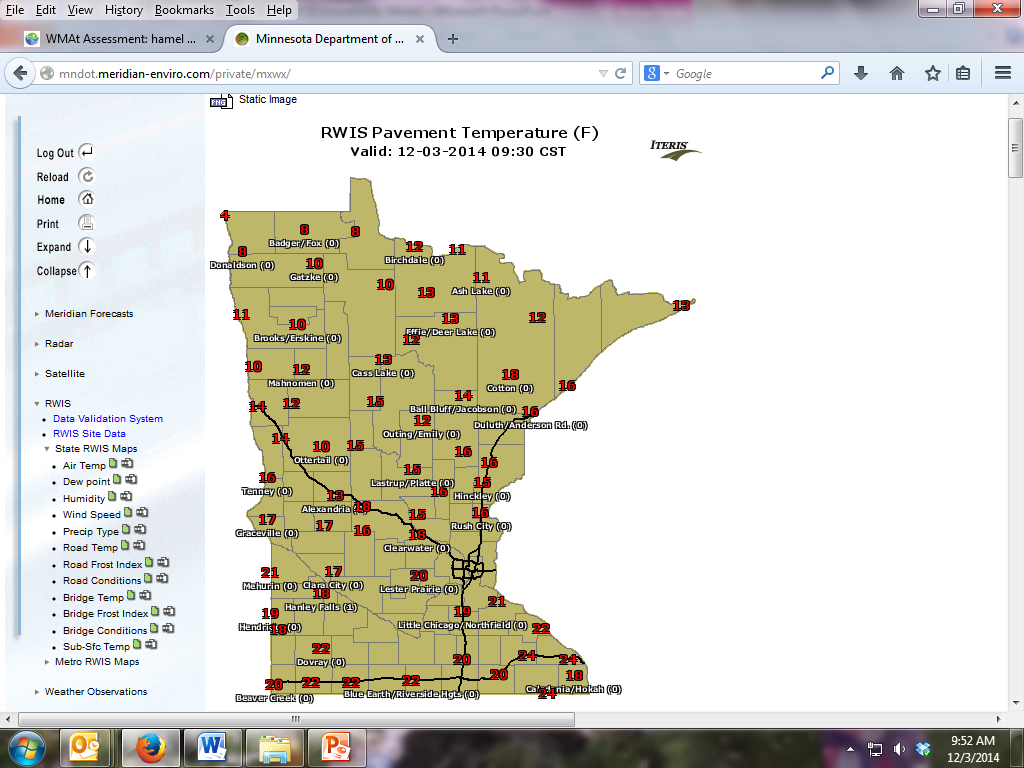 File Edit View History Bookmarks Tools Help
WMAt Assessment: hamel ... × Minnesota Department of ... × +
mndot.meridian-enviro.com/private/mxwx/ Google
PNG Static Image
RWIS Pavement Temperature (F)
Valid: 12-03-2014 09:30 CST
ITERIS
Log Out
Reload
Home
Print
Expand
Collapse
Meridian Forecasts
Radar
Satellite
RWIS
Data Validation System
RWIS Site Data
State RWIS Maps
Air Temp
Dew point
Humidity
Wind Speed
Precip Type
Road Temp
Road Frost Index
Road Conditions
Bridge Temp
Bridge Frost Index
Bridge Conditions
Sub-Sfc Temp
Metro RWIS Maps
Weather Observations
4
8 8
Badger/Fox (0)
8 12 11
Donaldson (0) 10 Birchdale (0)
Gatzke (0) 11
10 13 Ash Lake (0)
13
11 10 13 12
Brooks/Erskine (0) 12 Effie/Deer Lake (0)
10 12 13 18
Mahnomen (0) Cass Lake (0) Cotton (0) 16
14 12 15 14
Ball Bluff/Jacobson (0) 16
12 Duluth/Anderson Rd. (0)
14 10 15 Outing/Emily (0)
Ottertail (0) 16 16
16 15
Tenney (0) Lastrup/Platte (0) 15
13 16 Hinckley (0)
Alexandria 18
17 17 16 15 16
Graceville (0) 18 Rush City (0)
Clearwater (0)
21 17 20
Mehurin (0) Clara City (0) Lester Prairie (0)
18 21
Hanley Falls (1)
19 19
(0) Little Chicago/Northfield (0) 22
18
22
Dovray (0) 20 24 24
20 22 22 22 20 18
Beaver Creek (0) Blue Earth/Riverside Hgts (0) 24 (0)
9:52 AM
12/3/2014